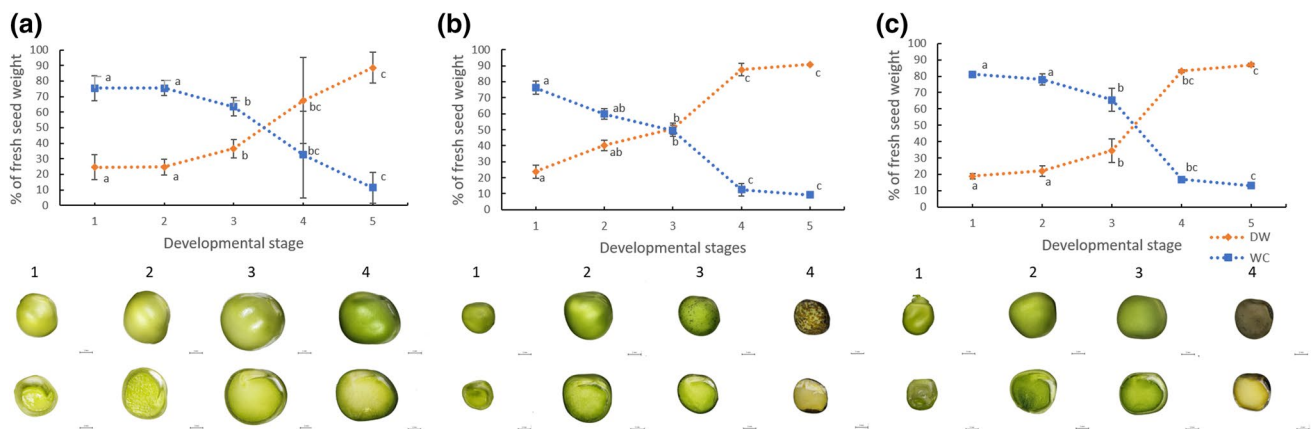 (a)
% of fresh seed weight
100
90
80
70
60
50
40
30
20
10
0
a
a
b
bc
c
a
a
b
bc
c
1 2 3 4 5
Developmental stage
(b)
% of fresh seed weight
100
90
80
70
60
50
40
30
20
10
0
a
ab
b
c
c
a
ab
b
c
c
1 2 3 4 5
Developmental stages
(c)
% of fresh seed weight
100
90
80
70
60
50
40
30
20
10
0
a
a
b
bc
c
a
a
b
bc
c
1 2 3 4 5
Developmental stage
DW
WC
1 2 3 4
1 2 3 4
1 2 3 4